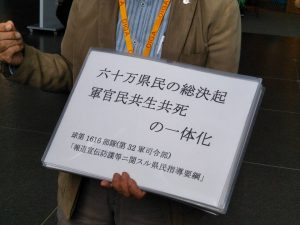 六十万県民の総決起
軍官民共生共死
の一体化
球第1616部隊(第32軍司令部)
「報道宣伝防諜等ニ関スル県民指導要綱」